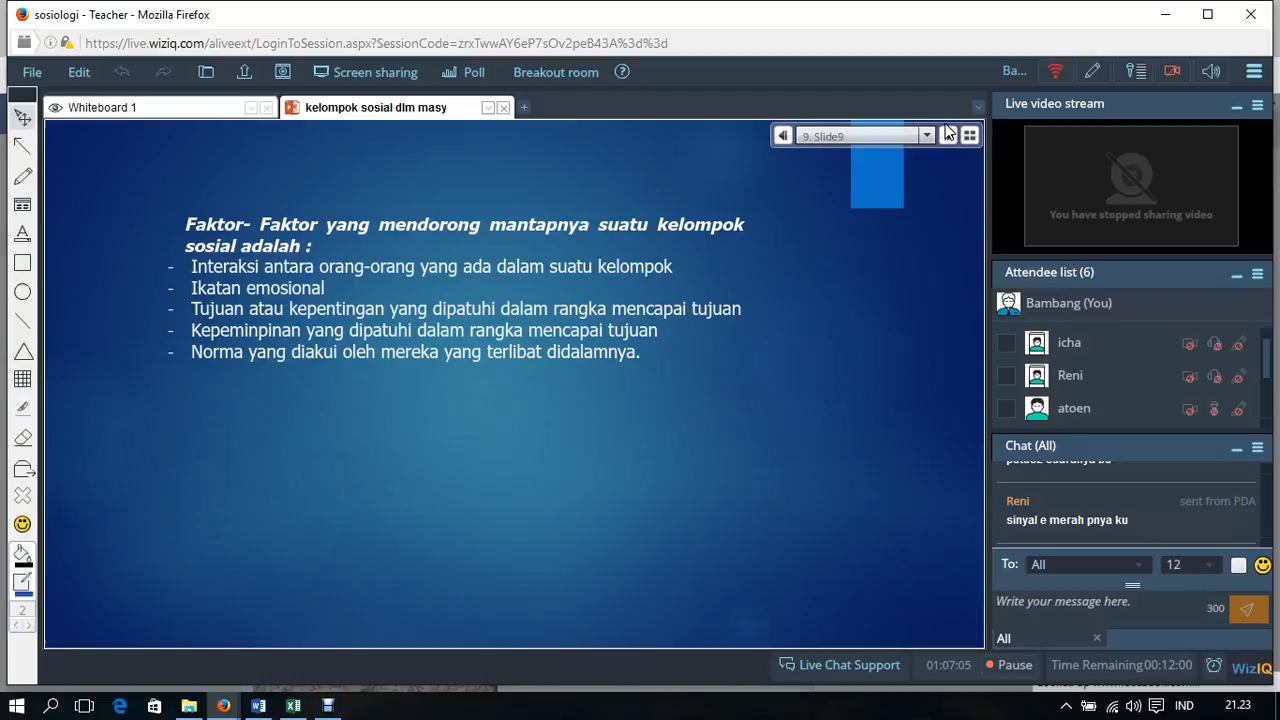 sosiologi - Teacher - Mozilla Firefox
https://live.wiziq.com/aliveext/LoginToSession.aspx?SessionCode=zrxTwwAY6eP7sOv2peB43A%3d%3d
File Edit Screen sharing Poll Breakout room ? Ba...
Whiteboard 1 kelompok sosial dlm masy
Live video stream
9. Slide9
You have stopped sharing video
Faktor- Faktor yang mendorong mantapnya suatu kelompok
sosial adalah :
- Interaksi antara orang-orang yang ada dalam suatu kelompok
- Ikatan emosional
- Tujuan atau kepentingan yang dipatuhi dalam rangka mencapai tujuan
- Kepeminpinan yang dipatuhi dalam rangka mencapai tujuan
- Norma yang diakui oleh mereka yang terlibat didalamnya.
Attendee list (6)
Bambang (You)
icha
Reni
atoen
Chat (All)
Reni sent from PDA
sinyal e merah pnya ku
To: All 12
Write your message here. 300
All
2
Live Chat Support 01:07:05 Pause Time Remaining:00:12:00 WizIQ
IND 21.23